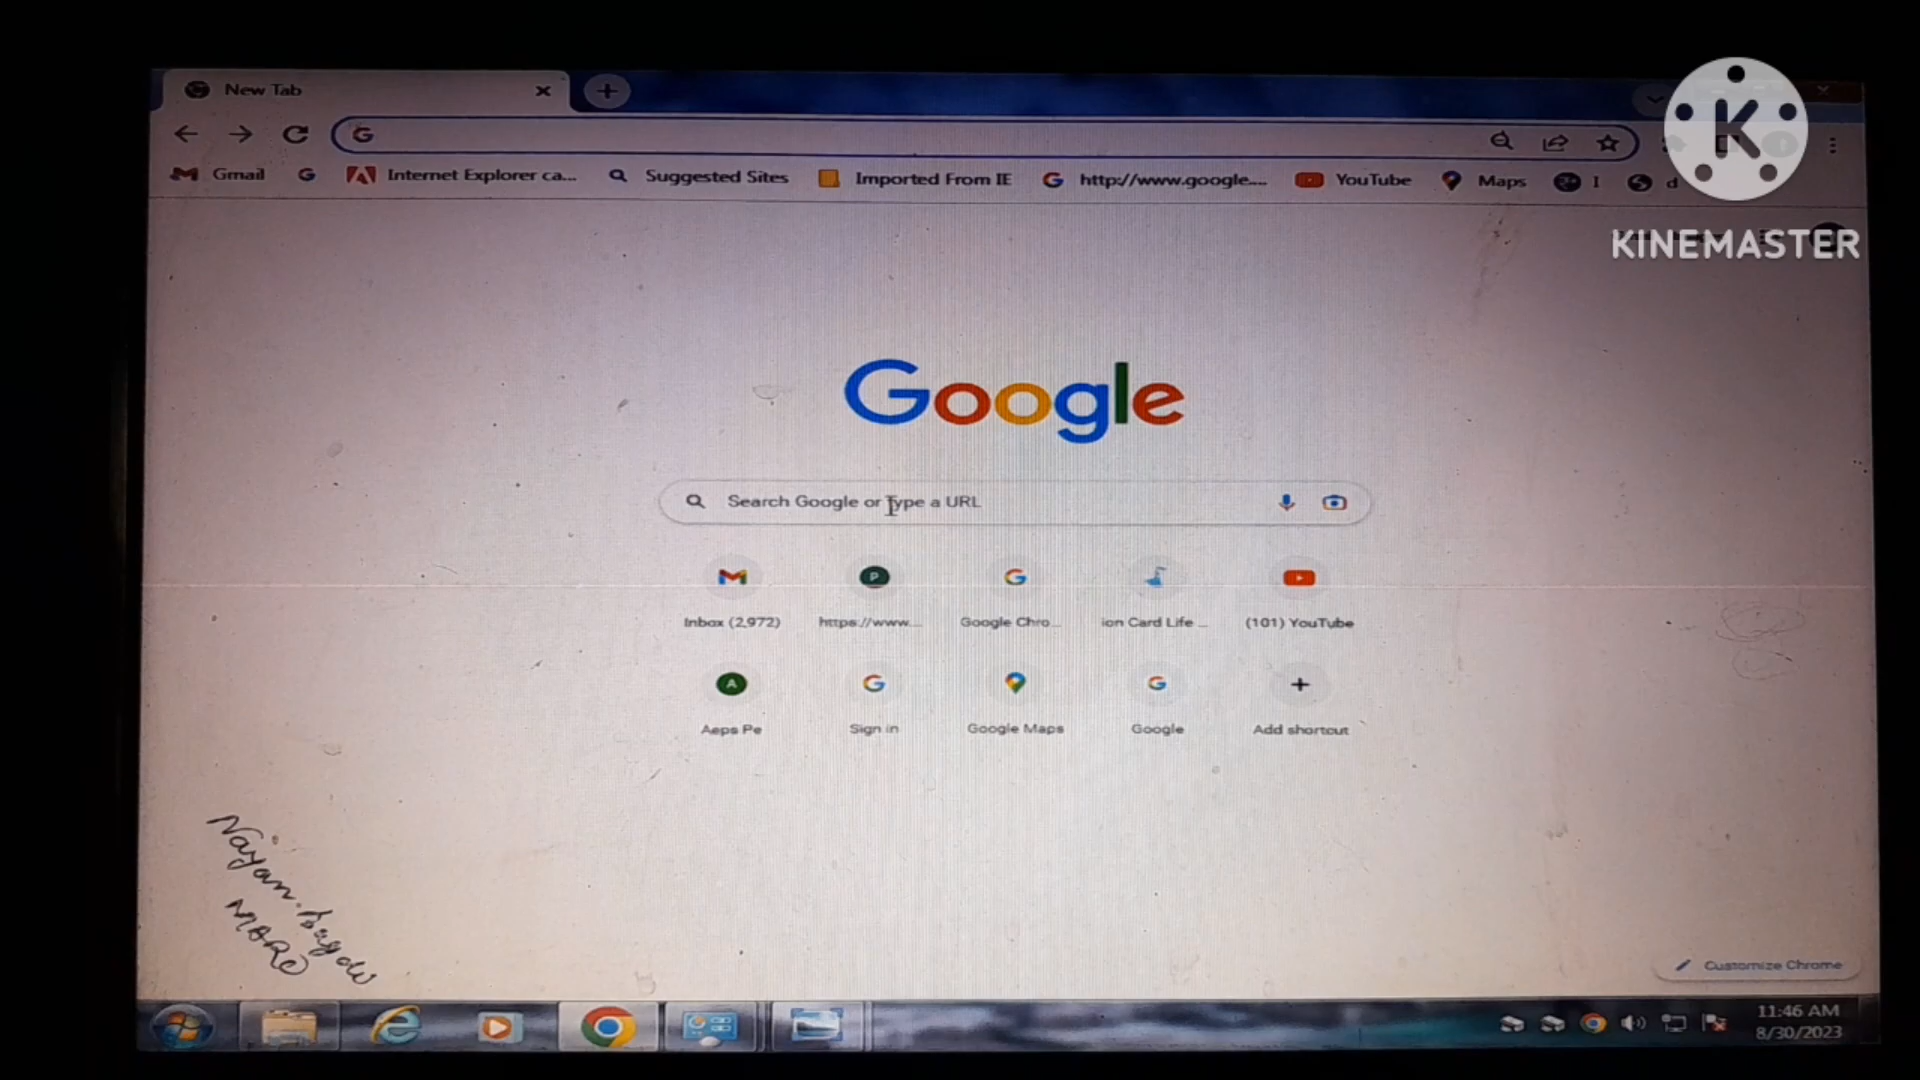 New Tab
Gmail
Internet Explorer ca...
Suggested Sites
Imported From IE
http://www.google....
YouTube
Maps
I
d
K
KINEMASTER
Google
Search Google or type a URL
Inbox (2,972)
https://www...
Google Chro...
ion Card Life ...
(101) YouTube
Aeps Pe
Sign in
Google Maps
Google
Add shortcut
Nayan
Customize Chrome
11:46 AM
8/30/2023